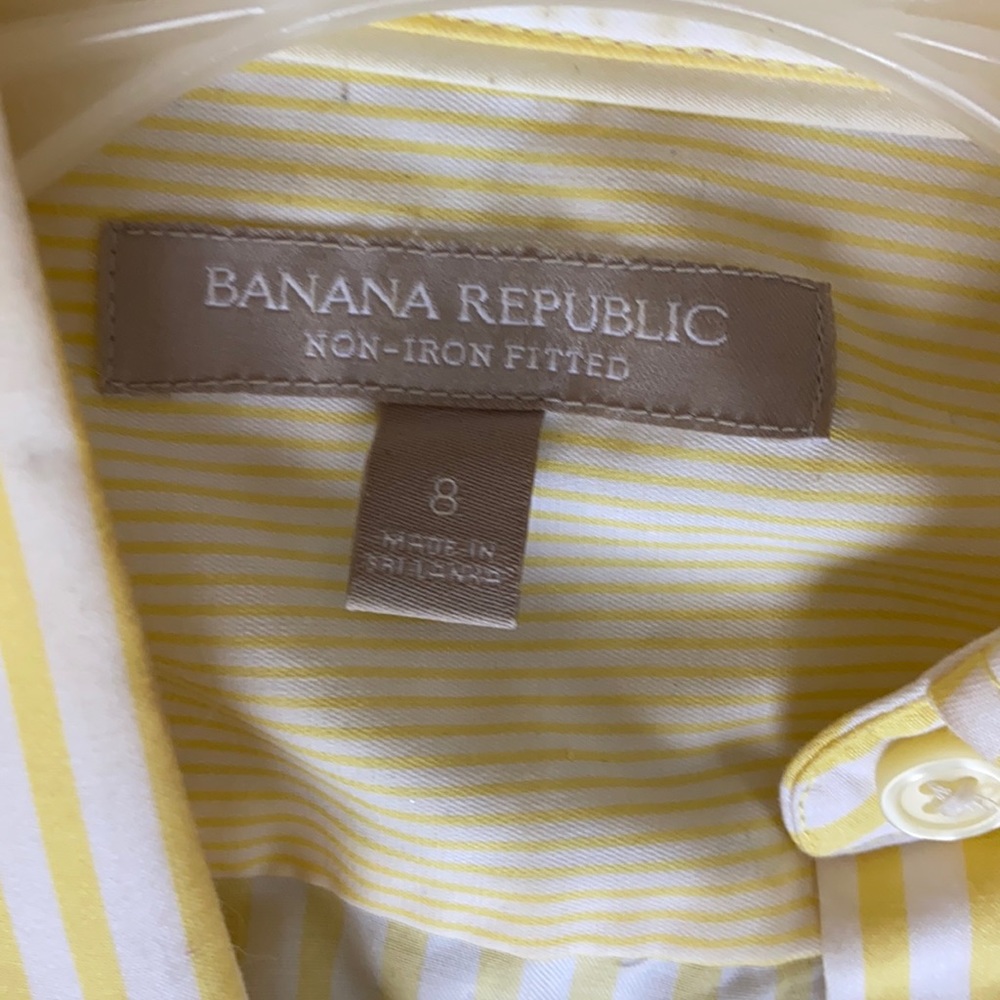 BANANA REPUBLIC
NON-IRON FITTED
8
MADE IN
SRI LANKA